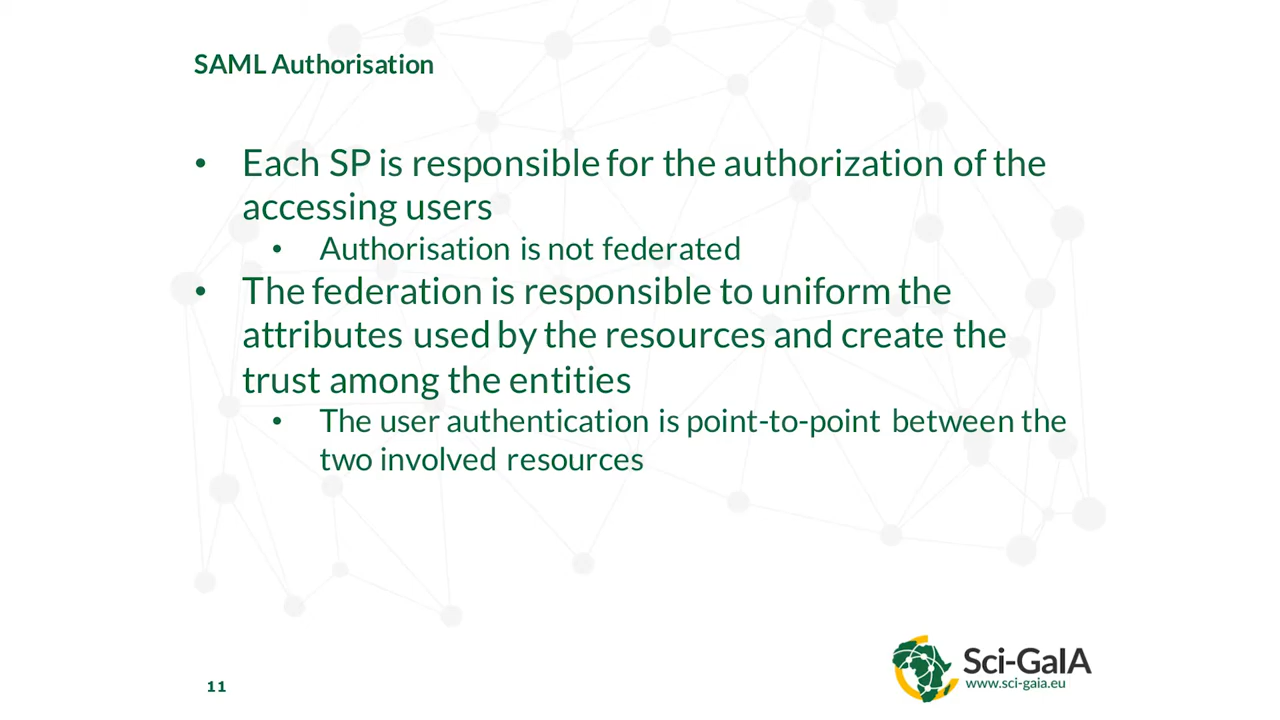 SAML Authorisation
• Each SP is responsible for the authorization of the
accessing users
• Authorisation is not federated
• The federation is responsible to uniform the
attributes used by the resources and create the
trust among the entities
• The user authentication is point-to-point between the
two involved resources
11
Sci-GaIA
www.sci-gaia.eu